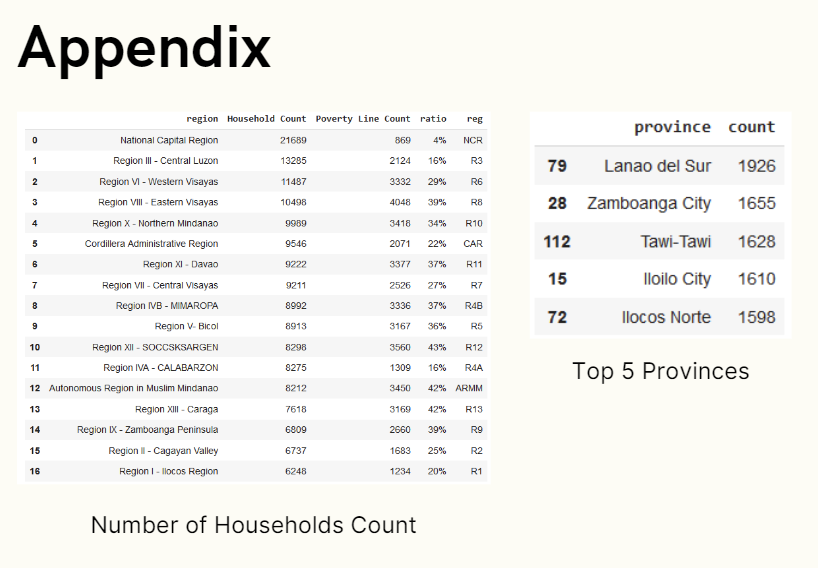 Appendix
region Household Count Poverty Line Count ratio reg
0 National Capital Region 21689 869 4% NCR
1 Region III - Central Luzon 13285 2124 16% R3
2 Region VI - Western Visayas 11487 3332 29% R6
3 Region VIII - Eastern Visayas 10498 4048 39% R8
4 Region X - Northern Mindanao 9989 3418 34% R10
5 Cordillera Administrative Region 9546 2071 22% CAR
6 Region XI - Davao 9222 3377 37% R11
7 Region VII - Central Visayas 9211 2526 27% R7
8 Region IVB - MIMAROPA 8992 3336 37% R4B
9 Region V- Bicol 8913 3167 36% R5
10 Region XII - SOCCSKSARGEN 8298 3560 43% R12
11 Region IVA - CALABARZON 8275 1309 16% R4A
12 Autonomous Region in Muslim Mindanao 8212 3450 42% ARMM
13 Region XIII - Caraga 7618 3169 42% R13
14 Region IX - Zamboanga Peninsula 6809 2660 39% R9
15 Region II - Cagayan Valley 6737 1683 25% R2
16 Region I - Ilocos Region 6248 1234 20% R1
Number of Households Count
province count
79 Lanao del Sur 1926
28 Zamboanga City 1655
112 Tawi-Tawi 1628
15 Iloilo City 1610
72 Ilocos Norte 1598
Top 5 Provinces